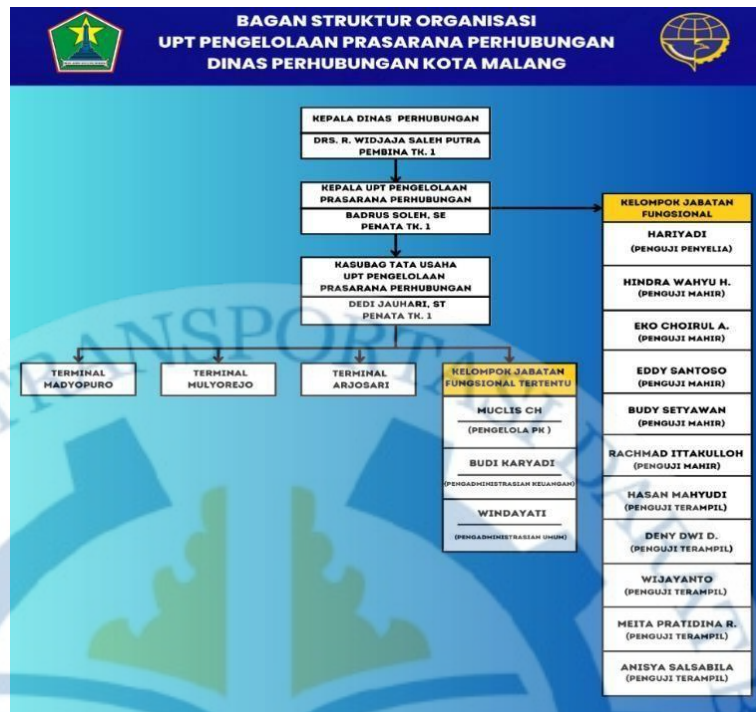 BAGAN STRUKTUR ORGANISASI
UPT PENGELOLAAN PRASARANA PERHUBUNGAN
DINAS PERHUBUNGAN KOTA MALANG
KEPALA DINAS PERHUBUNGAN
DRS. R. WIDJAJA SALEH PUTRA
PEMBINA TK. 1
KEPALA UPT PENGELOLAAN
PRASARANA PERHUBUNGAN
BADRUS SOLEH, SE
PENATA TK. 1
KASUBAG TATA USAHA
UPT PENGELOLAAN
PRASARANA PERHUBUNGAN
DEDI JAUHARI, ST
PENATA TK. 1
TERMINAL
MADYOPURO
TERMINAL
MULYOREJO
TERMINAL
ARJOSARI
KELOMPOK JABATAN
FUNGSIONAL TERTENTU
MUCLIS CH
(PENGELOLA PK )
BUDI KARYADI
(PENGADMINISTRASIAN KEUANGAN)
WINDAYATI
(PENGADMINISTRASIAN UMUM)
KELOMPOK JABATAN
FUNGSIONAL
HARIYADI
(PENGUJI PENYELIA)
HINDRA WAHYU H.
(PENGUJI MAHIR)
EKO CHOIRUL A.
(PENGUJI MAHIR)
EDDY SANTOSO
(PENGUJI MAHIR)
BUDY SETYAWAN
(PENGUJI MAHIR)
RACHMAD ITTAKULLOH
(PENGUJI MAHIR)
HASAN MAHYUDI
(PENGUJI TERAMPIL)
DENY DWI D.
(PENGUJI TERAMPIL)
WIJAYANTO
(PENGUJI TERAMPIL)
MEITA PRATIDINA R.
(PENGUJI TERAMPIL)
ANISYA SALSABILA
(PENGUJI TERAMPIL)
TRANSPORTASI DARAT